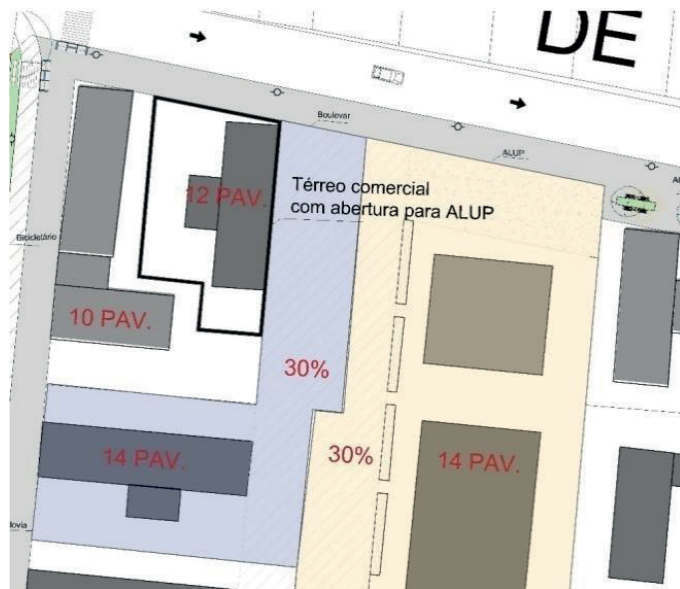 DE
Boulevar
ALUP
12 PAV.
Térreo comercial
com abertura para ALUP
Bicicletário
10 PAV.
30%
14 PAV.
30%
14 PAV.